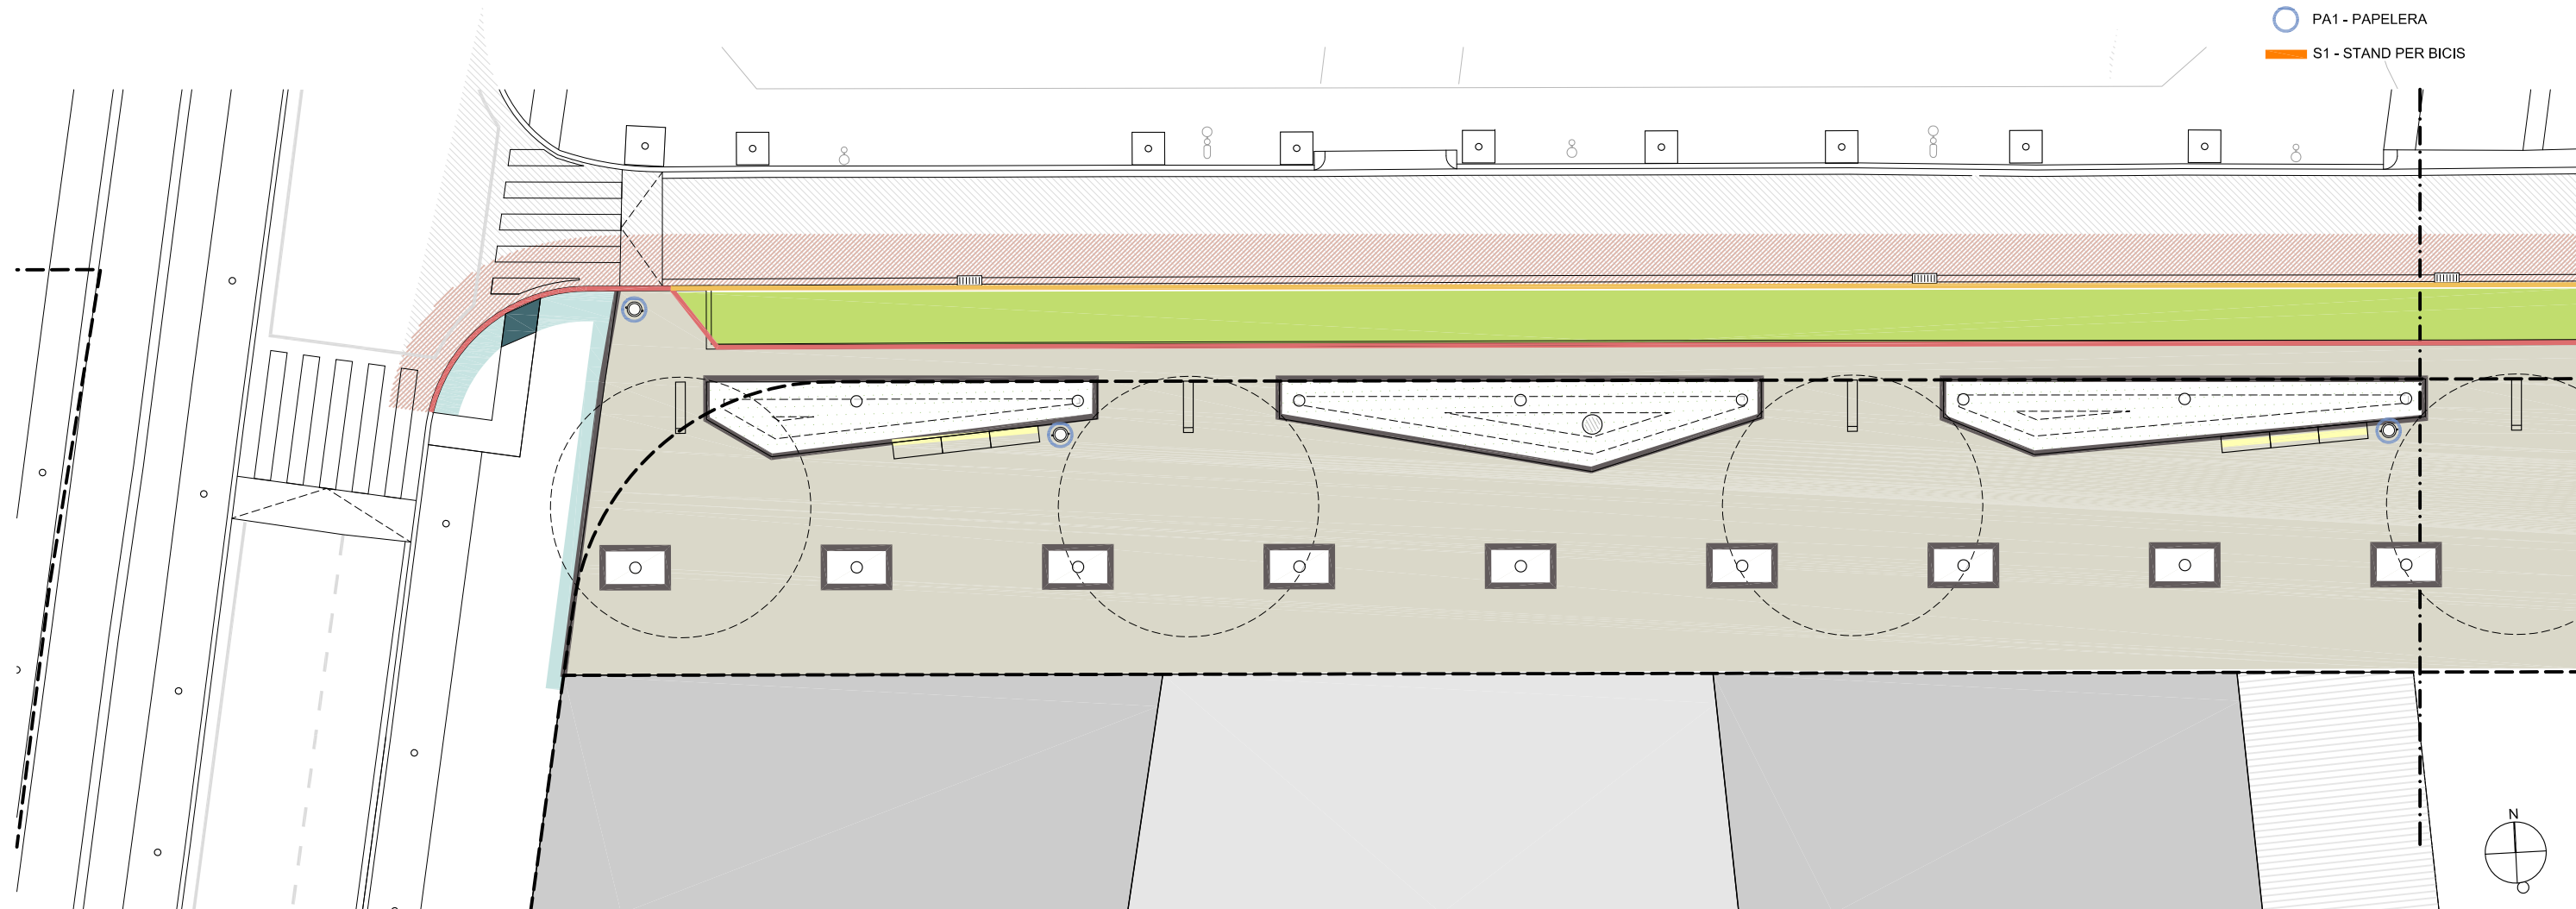 PA1 - PAPELERA
S1 - STAND PER BICIS
N